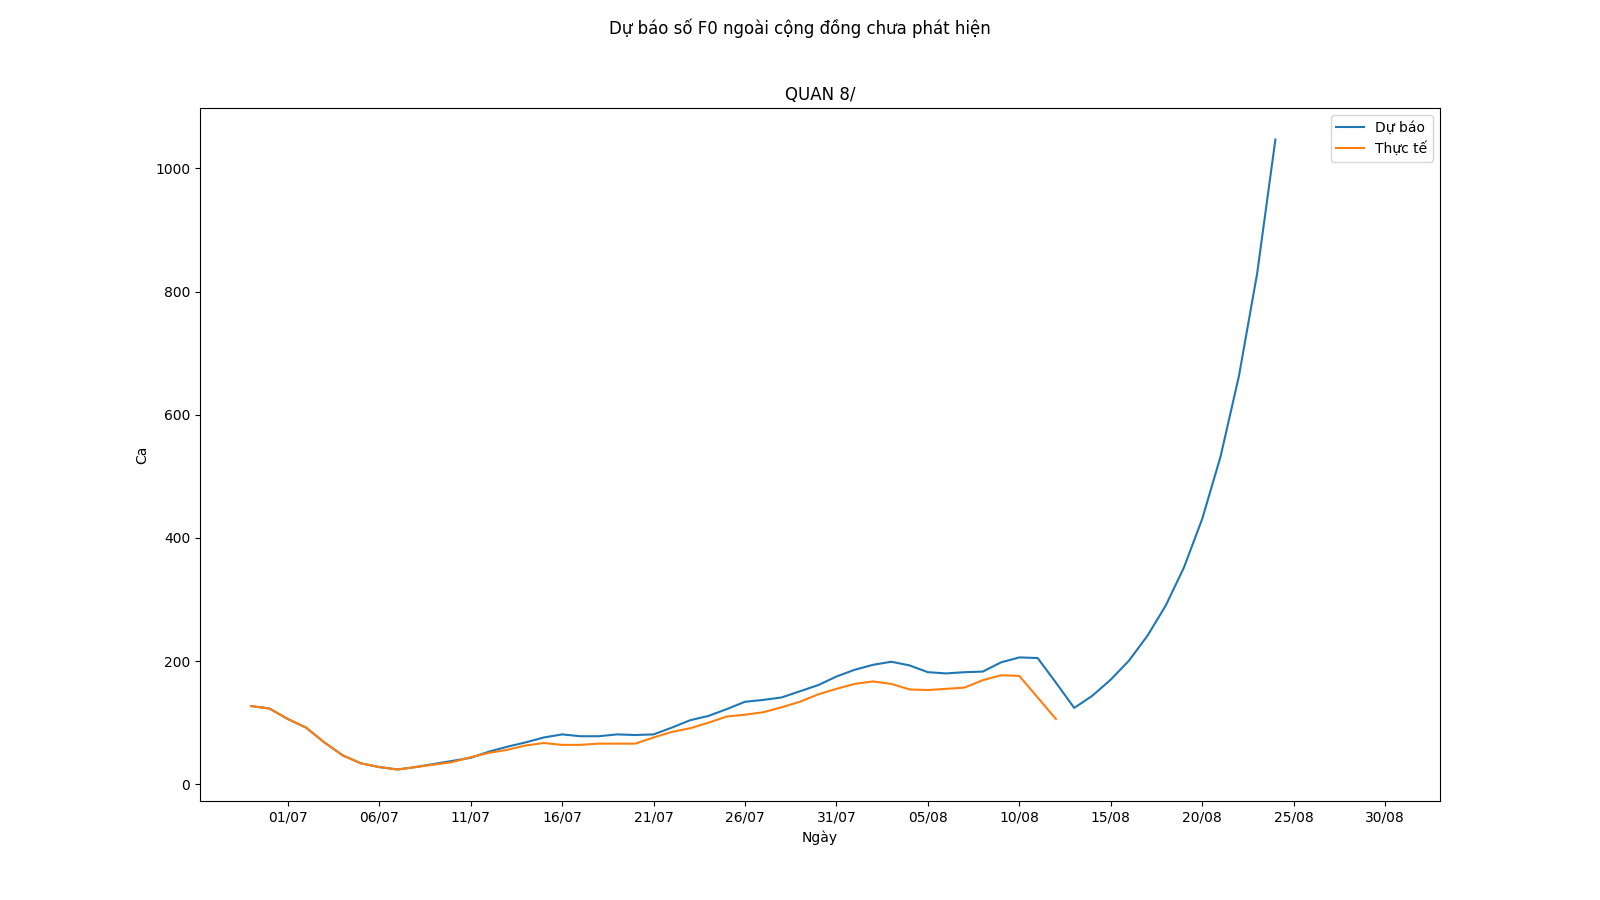 Dự báo số F0 ngoài cộng đồng chưa phát hiện
QUAN 8/
Dự báo
Thực tế
1000
800
600
400
200
0
Ca
01/07 06/07 11/07 16/07 21/07 26/07 31/07 05/08 10/08 15/08 20/08 25/08 30/08
Ngày